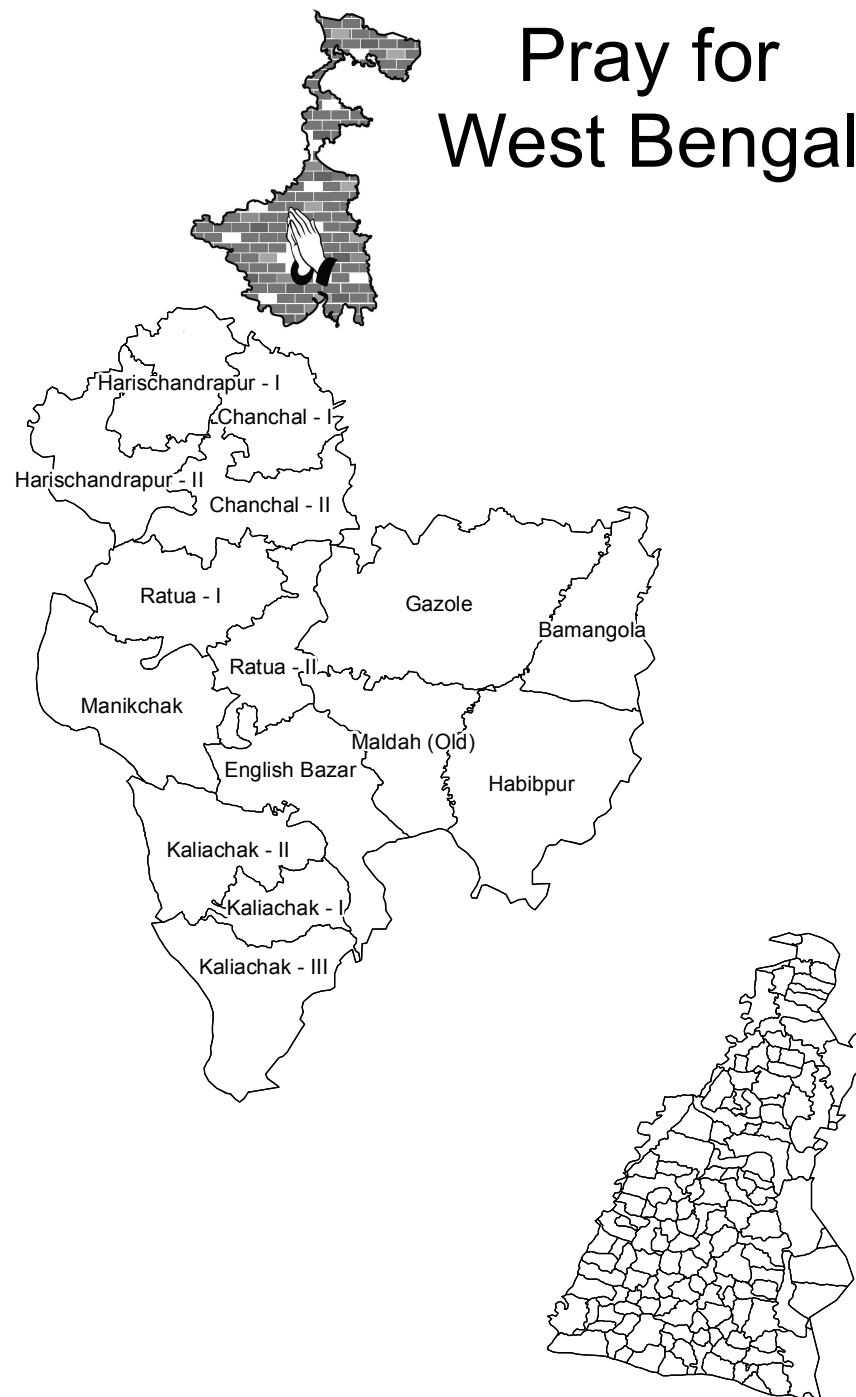 Pray for
West Bengal
Harischandrapur - I
Chanchal - I
Harischandrapur - II
Chanchal - II
Ratua - I
Gazole
Bamangola
Ratua - II
Manikchak
Maldah (Old)
English Bazar
Habibpur
Kaliachak - II
Kaliachak - I
Kaliachak - III